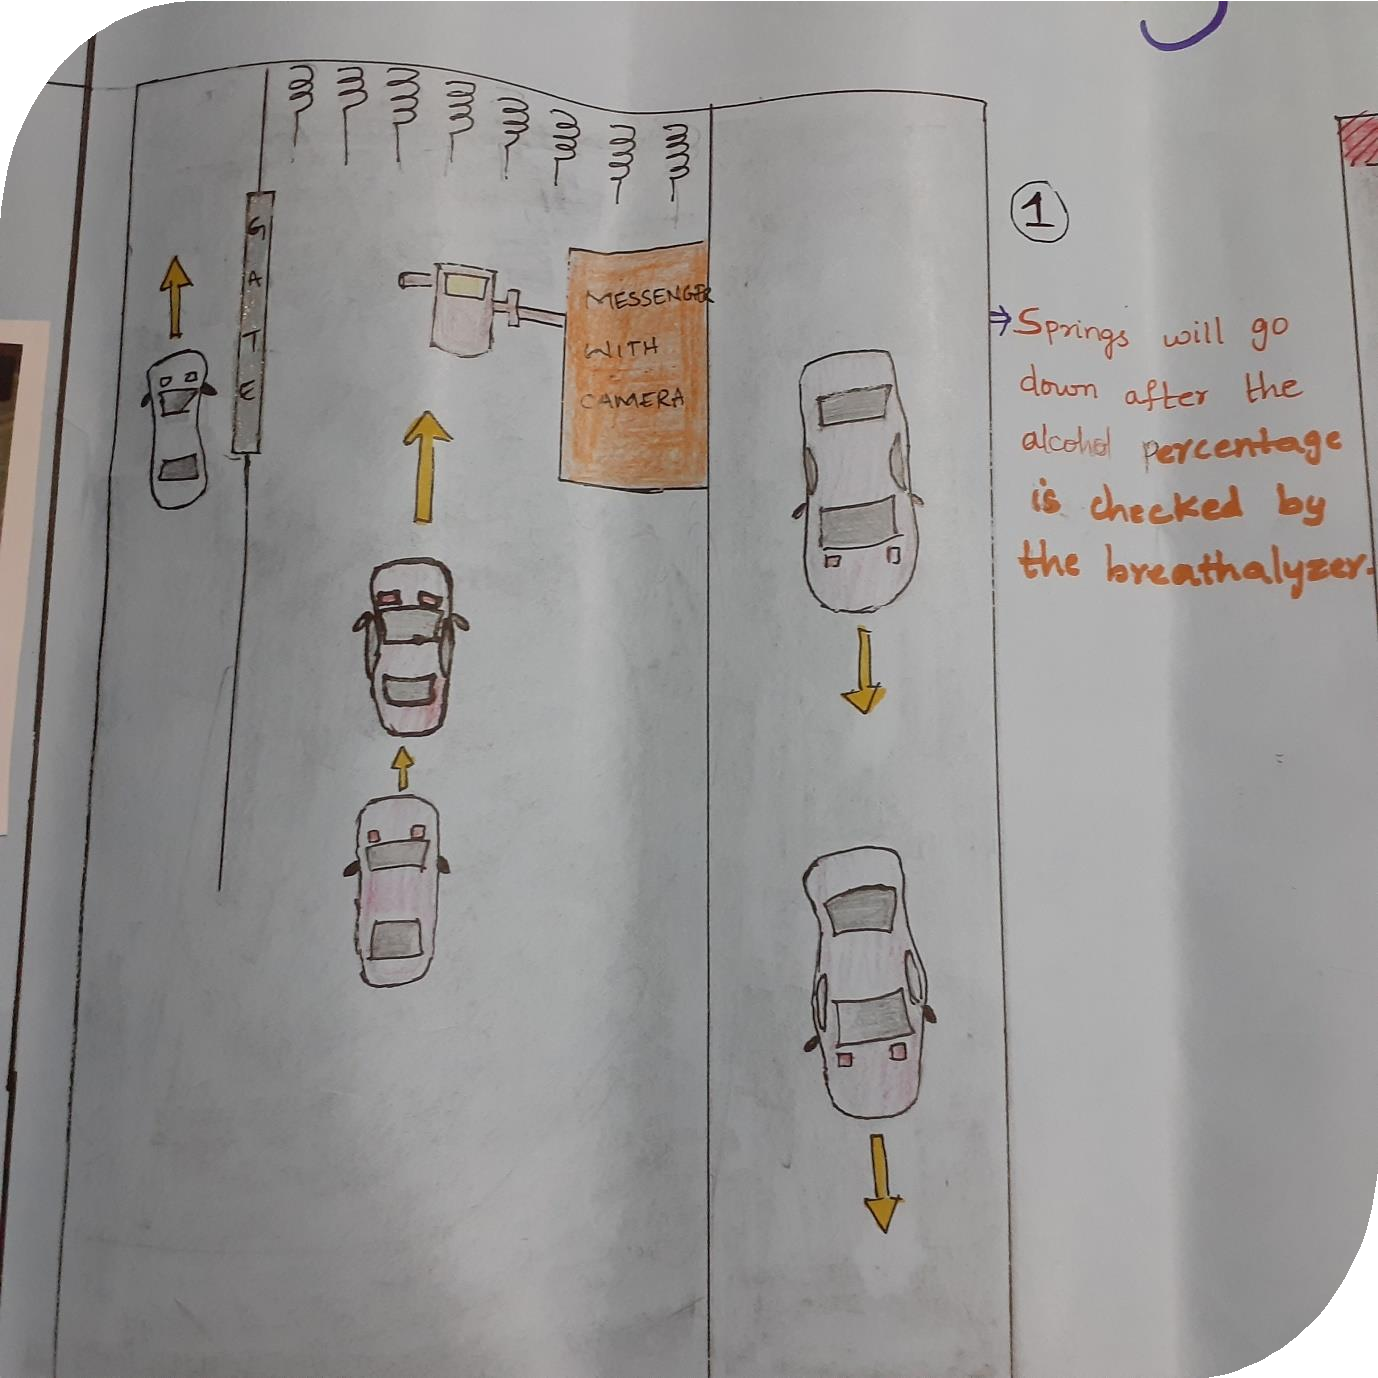 GATE
MESSENGER
WITH
CAMERA
1
⇒ Springs will go
down after the
alcohol percentage
is checked by
the breathalyzer.